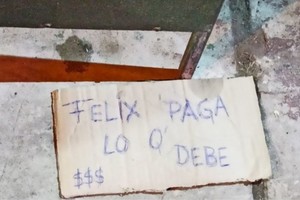 FELIX PAGA
LO Q' DEBE
$$$